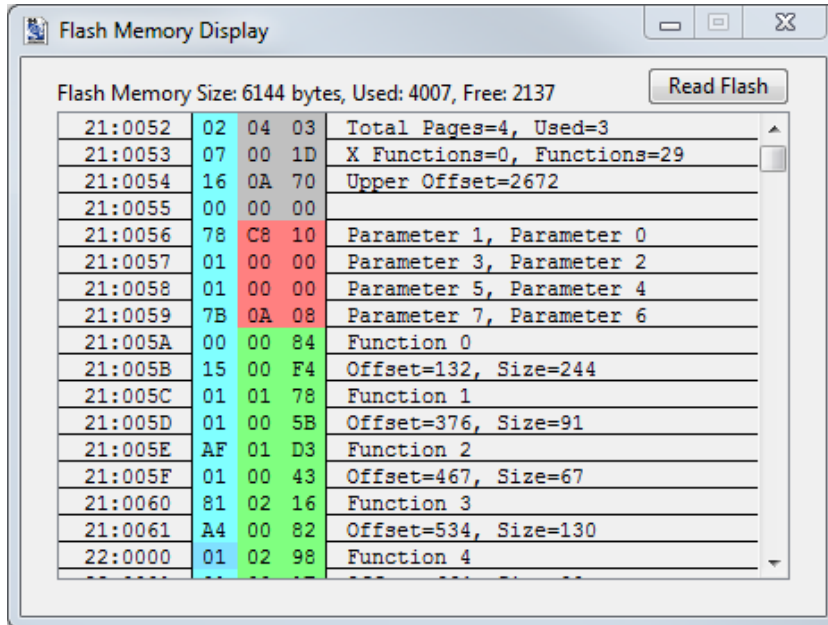 Flash Memory Display
Flash Memory Size: 6144 bytes, Used: 4007, Free: 2137
Read Flash
21:0052 02 04 03 Total Pages=4, Used=3
21:0053 07 00 1D X Functions=0, Functions=29
21:0054 16 0A 70 Upper Offset=2672
21:0055 00 00 00
21:0056 78 C8 10 Parameter 1, Parameter 0
21:0057 01 00 00 Parameter 3, Parameter 2
21:0058 01 00 00 Parameter 5, Parameter 4
21:0059 7B 0A 08 Parameter 7, Parameter 6
21:005A 00 00 84 Function 0
21:005B 15 00 F4 Offset=132, Size=244
21:005C 01 01 78 Function 1
21:005D 01 00 5B Offset=376, Size=91
21:005E AF 01 D3 Function 2
21:005F 01 00 43 Offset=467, Size=67
21:0060 81 02 16 Function 3
21:0061 A4 00 82 Offset=534, Size=130
22:0000 01 02 98 Function 4